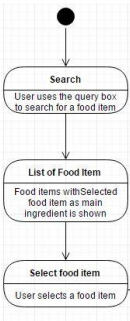 Search
User uses the query box
to search for a food item
List of Food Item
Food items withSelected
food item as main
ingredient is shown
Select food item
User selects a food item